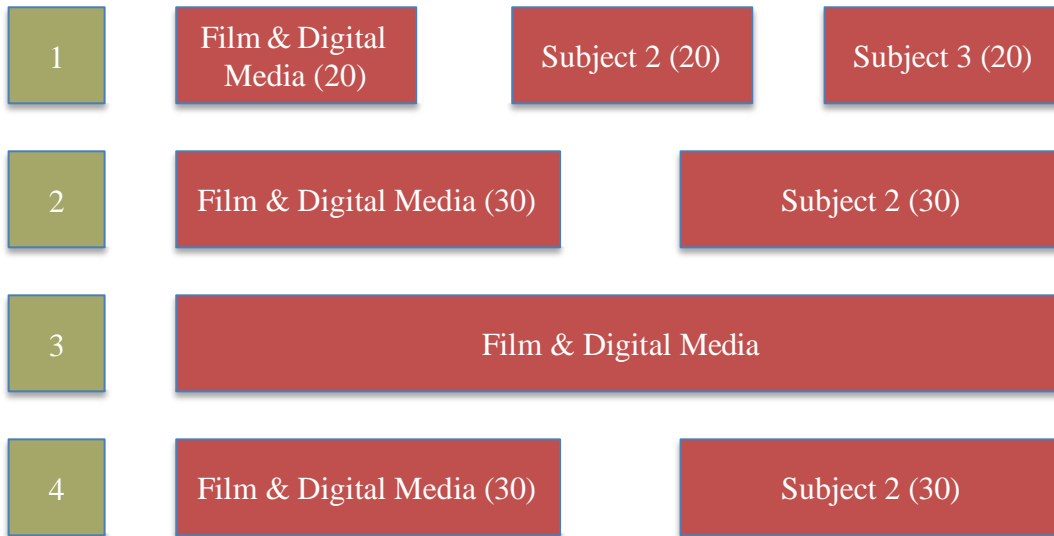 1
Film & Digital
Media (20)
Subject 2 (20)
Subject 3 (20)
2
Film & Digital Media (30)
Subject 2 (30)
3
Film & Digital Media
4
Film & Digital Media (30)
Subject 2 (30)